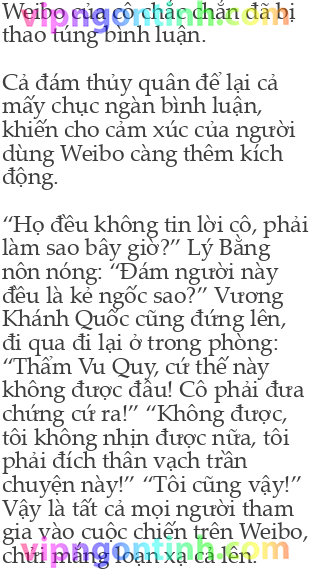 Weibo của cô chắc chắn đã bị
thao túng bình luận.
Cả đám thủy quân để lại cả
mấy chục ngàn bình luận,
khiến cho cảm xúc của người
dùng Weibo càng thêm kích
động.
“Họ đều không tin lời cô, phải
làm sao bây giờ?” Lý Bằng
nôn nóng: “Đám người này
đều là kẻ ngốc sao?” Vương
Khánh Quốc cũng đứng lên,
đi qua đi lại ở trong phòng:
“Thẩm Vu Quy, cứ thế này
không được đâu! Cô phải đưa
chứng cứ ra!” “Không được,
tôi không nhịn được nữa, tôi
phải đích thân vạch trần
chuyện này!” “Tôi cũng vậy!”
Vậy là tất cả mọi người tham
gia vào cuộc chiến trên Weibo,
chửi mắng loạn xạ cả lên.
vipngontinh.com
vipngontinh.com